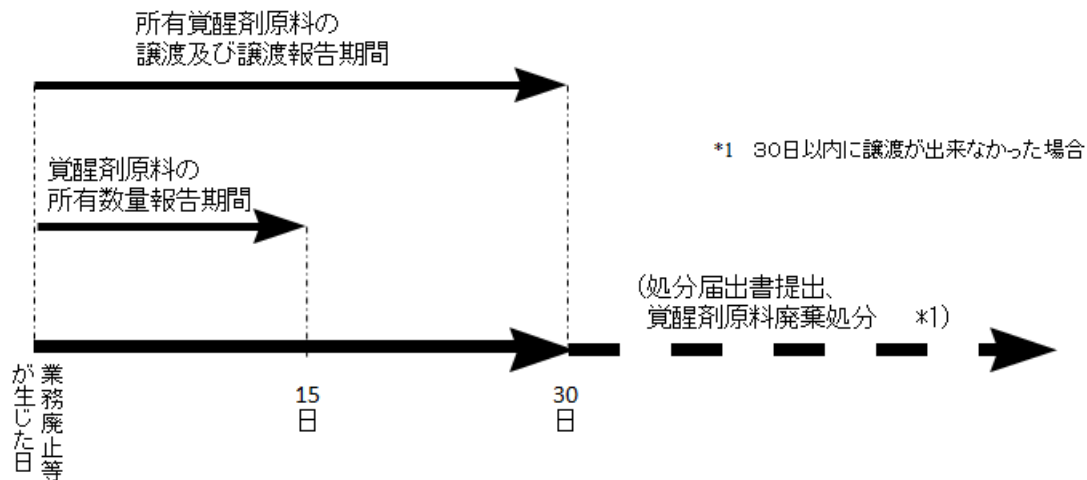 所有覚醒剤原料の
譲渡及び譲渡報告期間
*1 30日以内に譲渡が出来なかった場合
覚醒剤原料の
所有数量報告期間
(処分届出書提出、
覚醒剤原料廃棄処分 *1)
業務廃止等
が生じた日
15
日
30
日